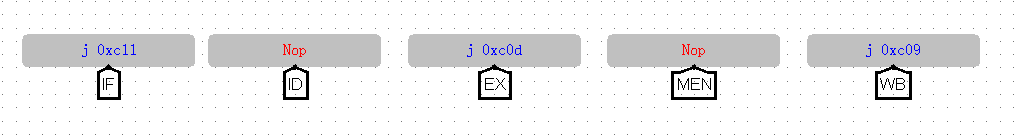 j 0xc11 Nop j 0xc0d Nop j 0xc09
IF ID EX MEN WB